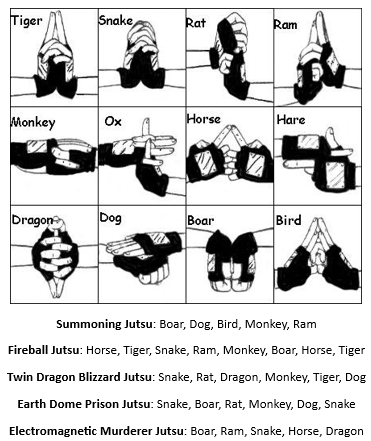 Tiger Snake Rat Ram
Monkey Ox Horse Hare
Dragon Dog Boar Bird
Summoning Jutsu: Boar, Dog, Bird, Monkey, Ram
Fireball Jutsu: Horse, Tiger, Snake, Ram, Monkey, Boar, Horse, Tiger
Twin Dragon Blizzard Jutsu: Snake, Rat, Dragon, Monkey, Tiger, Dog
Earth Dome Prison Jutsu: Snake, Boar, Rat, Monkey, Dog, Snake
Electromagnetic Murderer Jutsu: Boar, Ram, Snake, Horse, Dragon